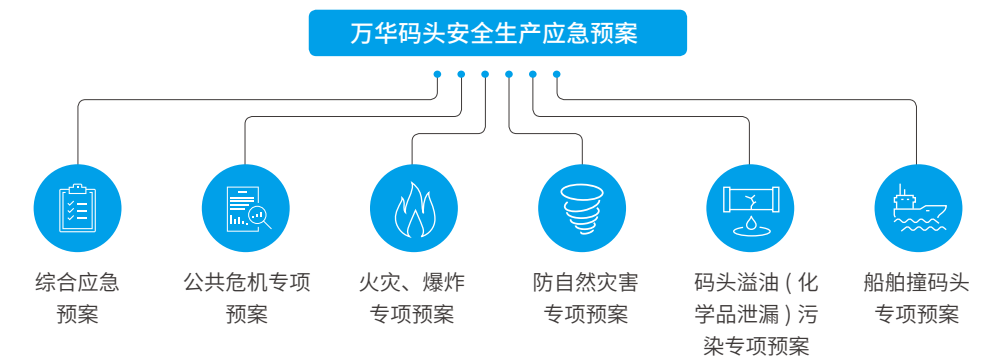 万华码头安全生产应急预案
综合应急
预案
公共危机专项
预案
火灾、爆炸
专项预案
防自然灾害
专项预案
码头溢油 ( 化
学品泄漏 ) 污
染专项预案
船舶撞码头
专项预案